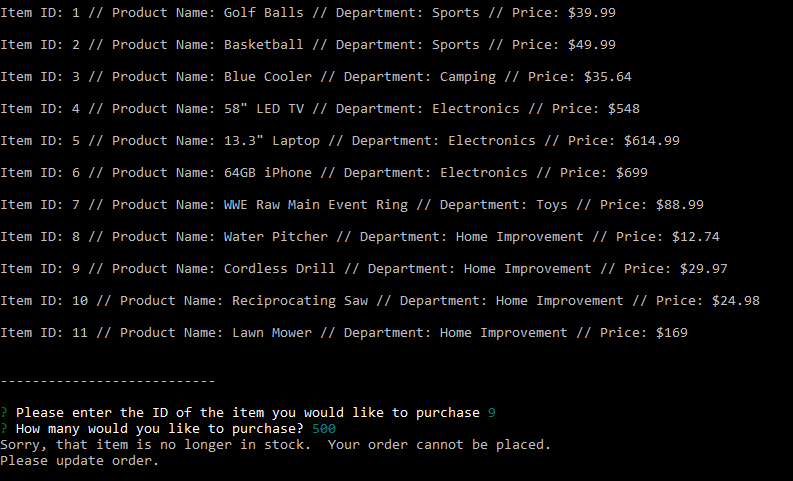 Item ID: 1 // Product Name: Golf Balls // Department: Sports // Price: $39.99
Item ID: 2 // Product Name: Basketball // Department: Sports // Price: $49.99
Item ID: 3 // Product Name: Blue Cooler // Department: Camping // Price: $35.64
Item ID: 4 // Product Name: 58" LED TV // Department: Electronics // Price: $548
Item ID: 5 // Product Name: 13.3" Laptop // Department: Electronics // Price: $614.99
Item ID: 6 // Product Name: 64GB iPhone // Department: Electronics // Price: $699
Item ID: 7 // Product Name: WWE Raw Main Event Ring // Department: Toys // Price: $88.99
Item ID: 8 // Product Name: Water Pitcher // Department: Home Improvement // Price: $12.74
Item ID: 9 // Product Name: Cordless Drill // Department: Home Improvement // Price: $29.97
Item ID: 10 // Product Name: Reciprocating Saw // Department: Home Improvement // Price: $24.98
Item ID: 11 // Product Name: Lawn Mower // Department: Home Improvement // Price: $169
---------------------------
? Please enter the ID of the item you would like to purchase 9
? How many would you like to purchase? 500
Sorry, that item is no longer in stock.  Your order cannot be placed.
Please update order.